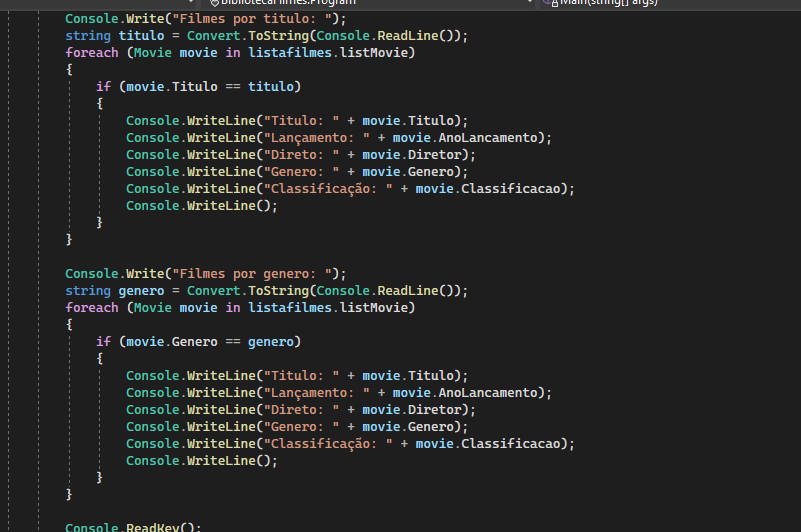 BibliotecaFilmes.Program Main(string[] args)
Console.Write("Filmes por titulo: ");
string titulo = Convert.ToString(Console.ReadLine());
foreach (Movie movie in listafilmes.listMovie)
{
if (movie.Titulo == titulo)
{
Console.WriteLine("Titulo: " + movie.Titulo);
Console.WriteLine("Lançamento: " + movie.AnoLancamento);
Console.WriteLine("Direto: " + movie.Diretor);
Console.WriteLine("Genero: " + movie.Genero);
Console.WriteLine("Classificação: " + movie.Classificacao);
Console.WriteLine();
}
}
Console.Write("Filmes por genero: ");
string genero = Convert.ToString(Console.ReadLine());
foreach (Movie movie in listafilmes.listMovie)
{
if (movie.Genero == genero)
{
Console.WriteLine("Titulo: " + movie.Titulo);
Console.WriteLine("Lançamento: " + movie.AnoLancamento);
Console.WriteLine("Direto: " + movie.Diretor);
Console.WriteLine("Genero: " + movie.Genero);
Console.WriteLine("Classificação: " + movie.Classificacao);
Console.WriteLine();
}
}
Console.ReadKey();